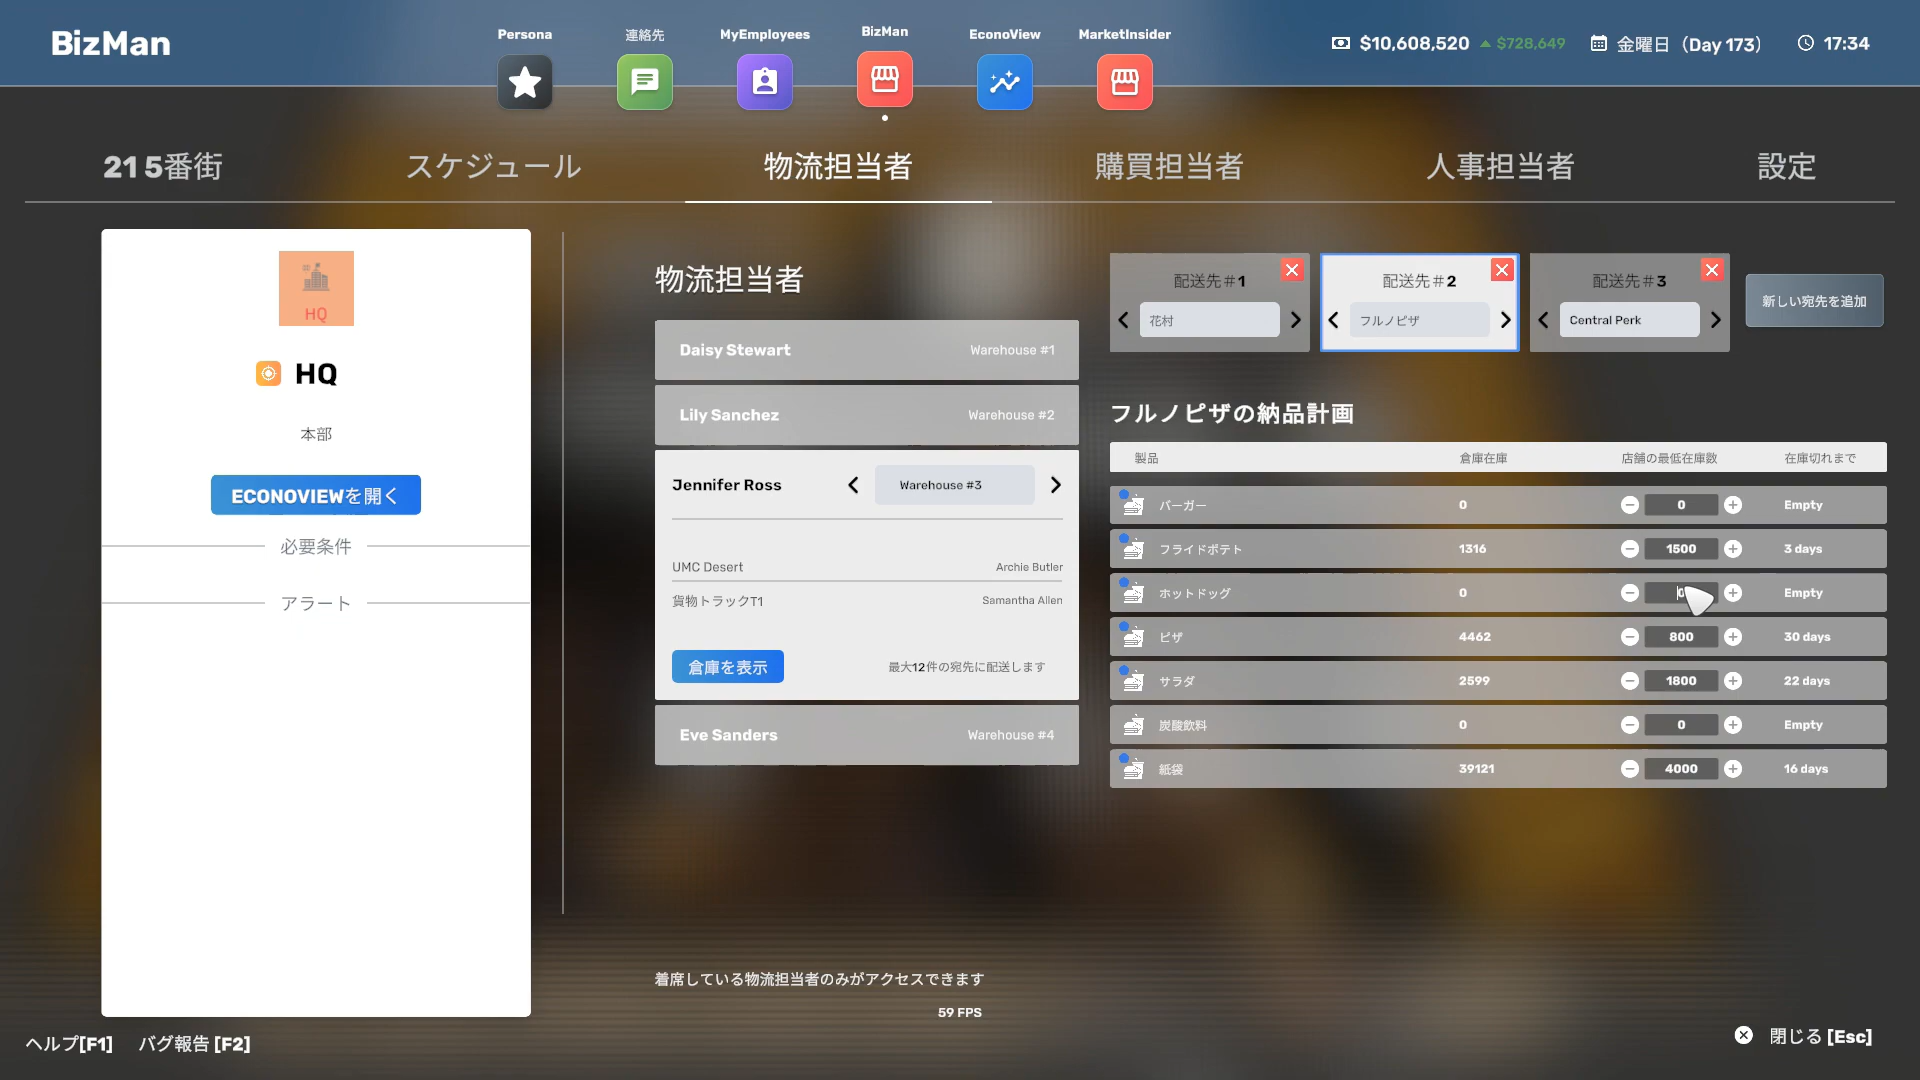 BizMan
Persona
連絡先
MyEmployees
BizMan
EconoView
MarketInsider
$10,608,520
$728,649
金曜日 (Day 173)
17:34
21 5番街
スケジュール
物流担当者
購買担当者
人事担当者
設定
HQ
HQ
本部
ECONOVIEWを開く
必要条件
アラート
物流担当者
Daisy Stewart
Warehouse #1
Lily Sanchez
Warehouse #2
Jennifer Ross
Warehouse #3
UMC Desert
Archie Butler
貨物トラックT1
Samantha Allen
倉庫を表示
最大12件の宛先に配送します
Eve Sanders
Warehouse #4
着席している物流担当者のみがアクセスできます
59 FPS
配送先＃1
花村
配送先＃2
フルノピザ
配送先＃3
Central Perk
新しい宛先を追加
フルノピザの納品計画
製品 倉庫在庫 店舗の最低在庫数 在庫切れまで
バーガー 0 0 Empty
フライドポテト 1316 1500 3 days
ホットドッグ 0 0 Empty
ピザ 4462 800 30 days
サラダ 2599 1800 22 days
炭酸飲料 0 0 Empty
紙袋 39121 4000 16 days
ヘルプ[F1]
バグ報告 [F2]
閉じる [Esc]